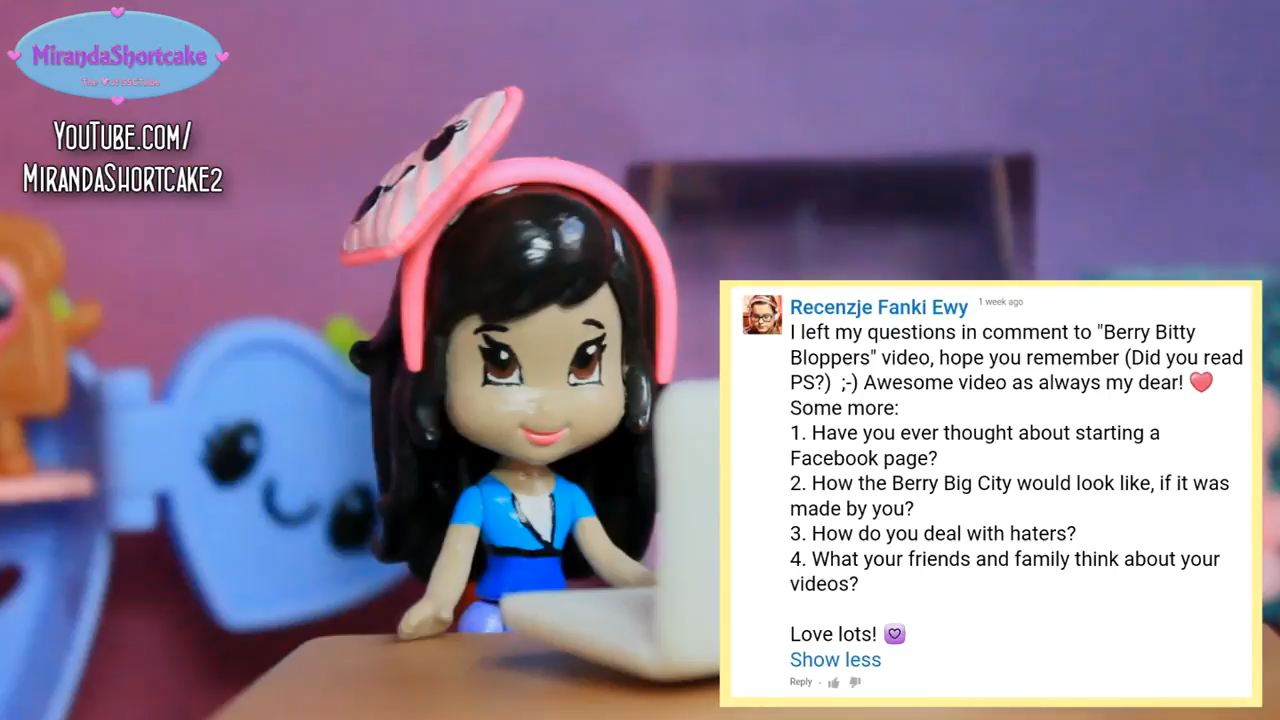 MirandaShortcake
YouTube.com/
MirandaShortcake2
Recenzje Fanki Ewy 1 week ago
I left my questions in comment to "Berry Bitty
Bloppers" video, hope you remember (Did you read
PS?) ;-) Awesome video as always my dear! ❤️
Some more:
1. Have you ever thought about starting a
Facebook page?
2. How the Berry Big City would look like, if it was
made by you?
3. How do you deal with haters?
4. What your friends and family think about your
videos?
Love lots! 💟
Show less
Reply ·